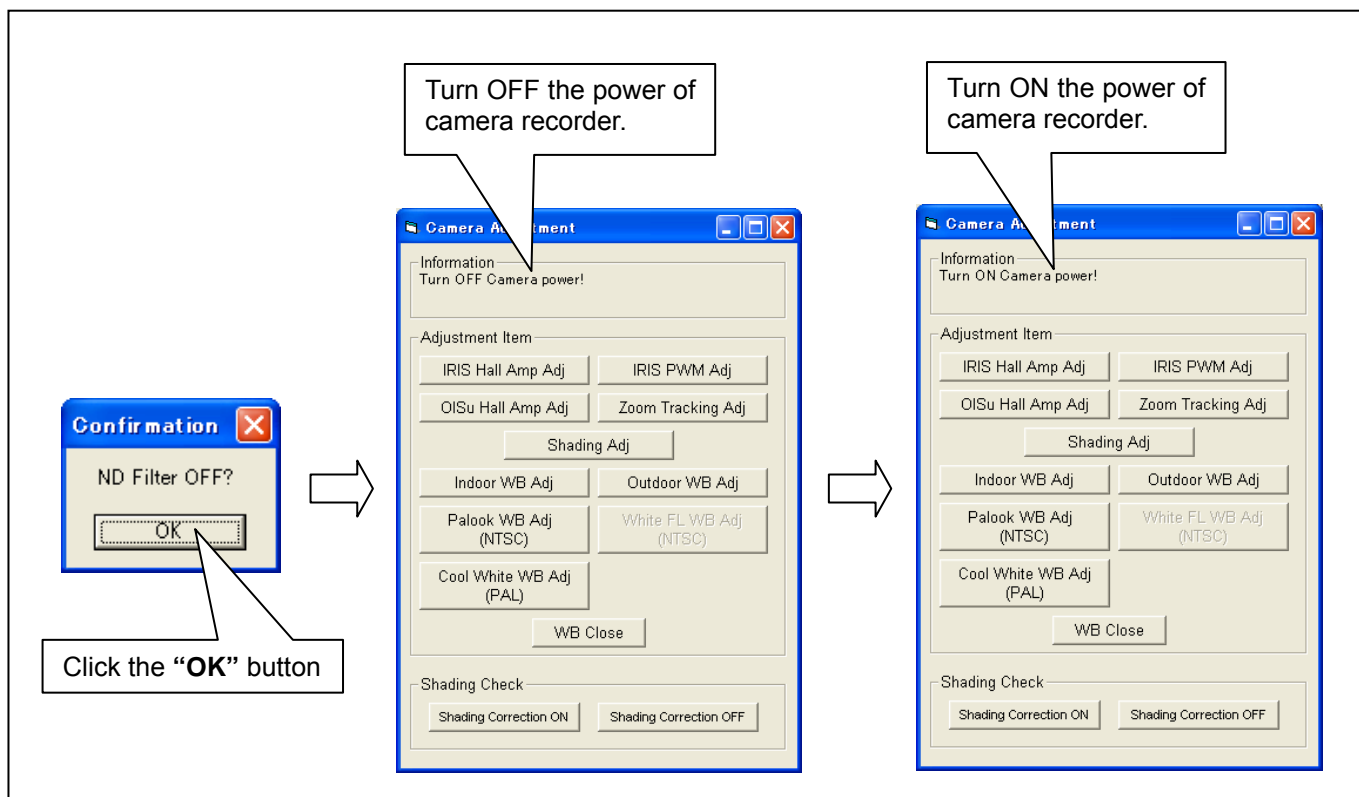 Turn OFF the power of
camera recorder.
Turn ON the power of
camera recorder.
Confirmation
ND Filter OFF?
OK
Click the “OK” button
Camera A tment
Information
Turn OFF Camera power!
Adjustment Item
IRIS Hall Amp Adj
IRIS PWM Adj
OISu Hall Amp Adj
Zoom Tracking Adj
Shading Adj
Indoor WB Adj
Outdoor WB Adj
Palook WB Adj
(NTSC)
White FL WB Adj
(NTSC)
Cool White WB Adj
(PAL)
WB Close
Shading Check
Shading Correction ON
Shading Correction OFF
Camera A ment
Information
Turn ON Camera power!
Adjustment Item
IRIS Hall Amp Adj
IRIS PWM Adj
OISu Hall Amp Adj
Zoom Tracking Adj
Shading Adj
Indoor WB Adj
Outdoor WB Adj
Palook WB Adj
(NTSC)
White FL WB Adj
(NTSC)
Cool White WB Adj
(PAL)
WB Close
Shading Check
Shading Correction ON
Shading Correction OFF